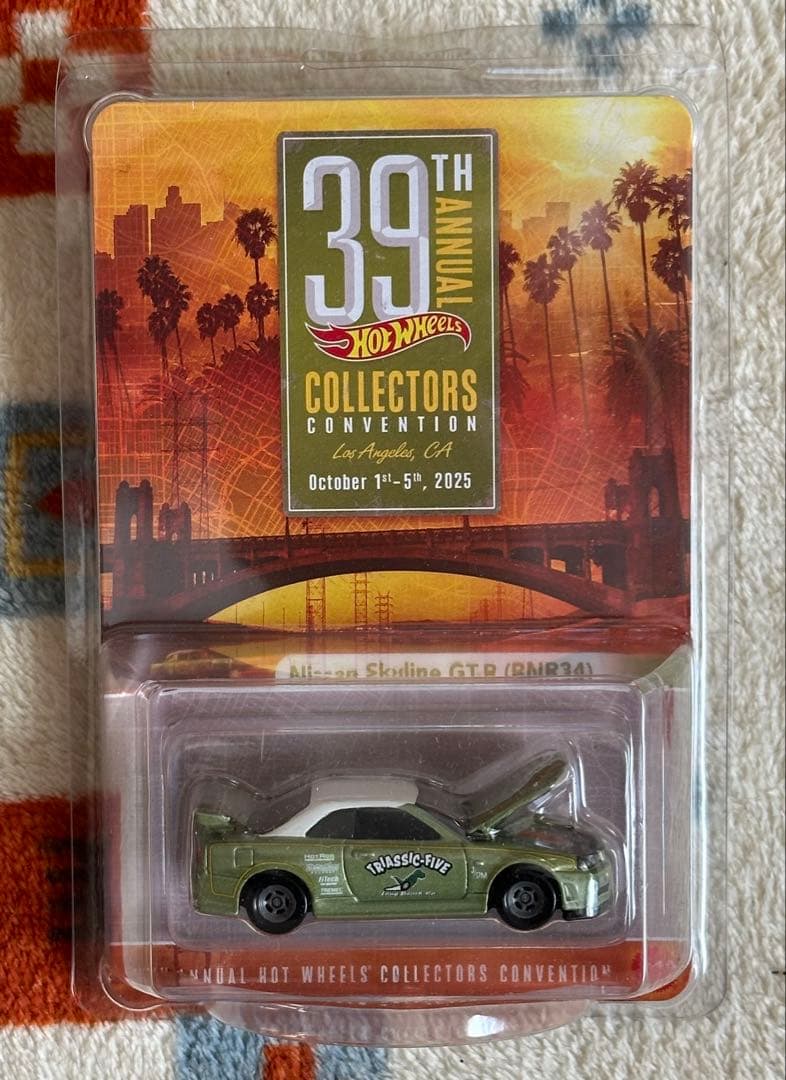 39TH
ANNUAL
HOT WHEELS
COLLECTORS
CONVENTION
Los Angeles, CA
October 1st-5th, 2025
Nissan Skyline GT-R (BNR34)
TRIASSIC-FIVE
ANNUAL HOT WHEELS COLLECTORS CONVENTION